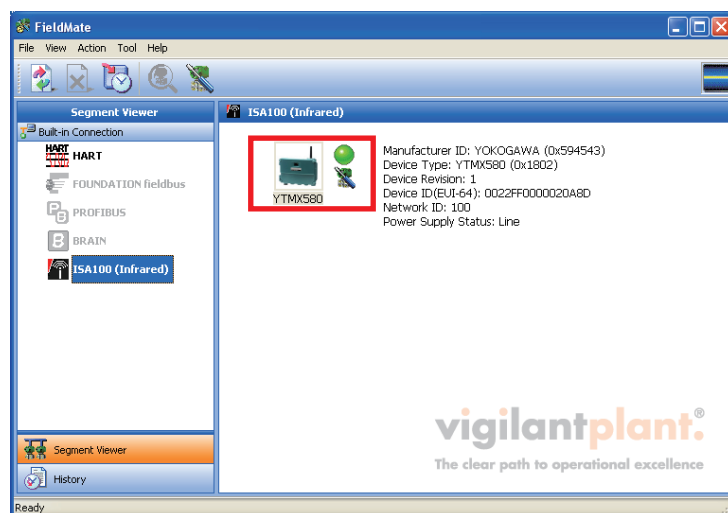 FieldMate
File View Action Tool Help
Segment Viewer
Built-in Connection
HART
HART
FOUNDATION fieldbus
PROFIBUS
BRAIN
ISA100 (Infrared)
Segment Viewer
History
Ready
ISA100 (Infrared)
YTMX580
Manufacturer ID: YOKOGAWA (0x594543)
Device Type: YTMX580 (0x1802)
Device Revision: 1
Device ID(EUI-64): 0022FF0000020A8D
Network ID: 100
Power Supply Status: Line
vigilantplant.®
The clear path to operational excellence